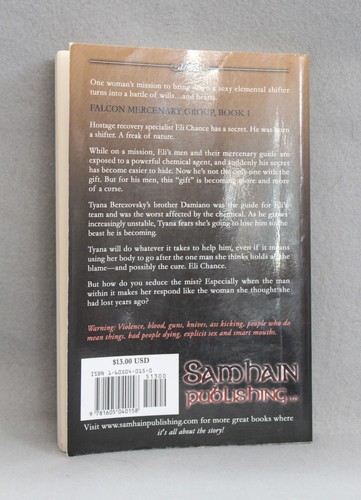 One woman's mission to bring down a sexy elemental shifter
turns into a battle of wills...and hearts.
FALCON MERCENARY GROUP, BOOK 1
Hostage recovery specialist Eli Chance has a secret. He was born
a shifter. A freak of nature.
While on a mission, Eli's men and their mercenary guide are
exposed to a powerful chemical agent, and suddenly his secret
has become easier to hide. Now he's not the only one with the
gift. But for his men, this "gift" is becoming more and more
of a curse.
Tyana Berezovsky's brother Damiano was the guide for Eli's
team and was the worst affected by the chemical. As he grows
increasingly unstable, Tyana fears she's going to lose him to the
beast he is becoming.
Tyana will do whatever it takes to help him, even if it means
using her body to go after the one man she thinks holds all the
blame—and possibly the cure. Eli Chance.
But how do you seduce the mist? Especially when the man
within it makes her respond like the woman she thought she
had lost years ago?
Warning: Violence, blood, guns, knives, ass kicking, people who do
mean things, bad people dying, explicit sex and smart mouths.
$13.00 USD
ISBN 1-60504-015-0
51300
9 781605 040158
SAMHAIN
PUBLISHING
Visit www.samhainpublishing.com for more great books where
it's all about the story!